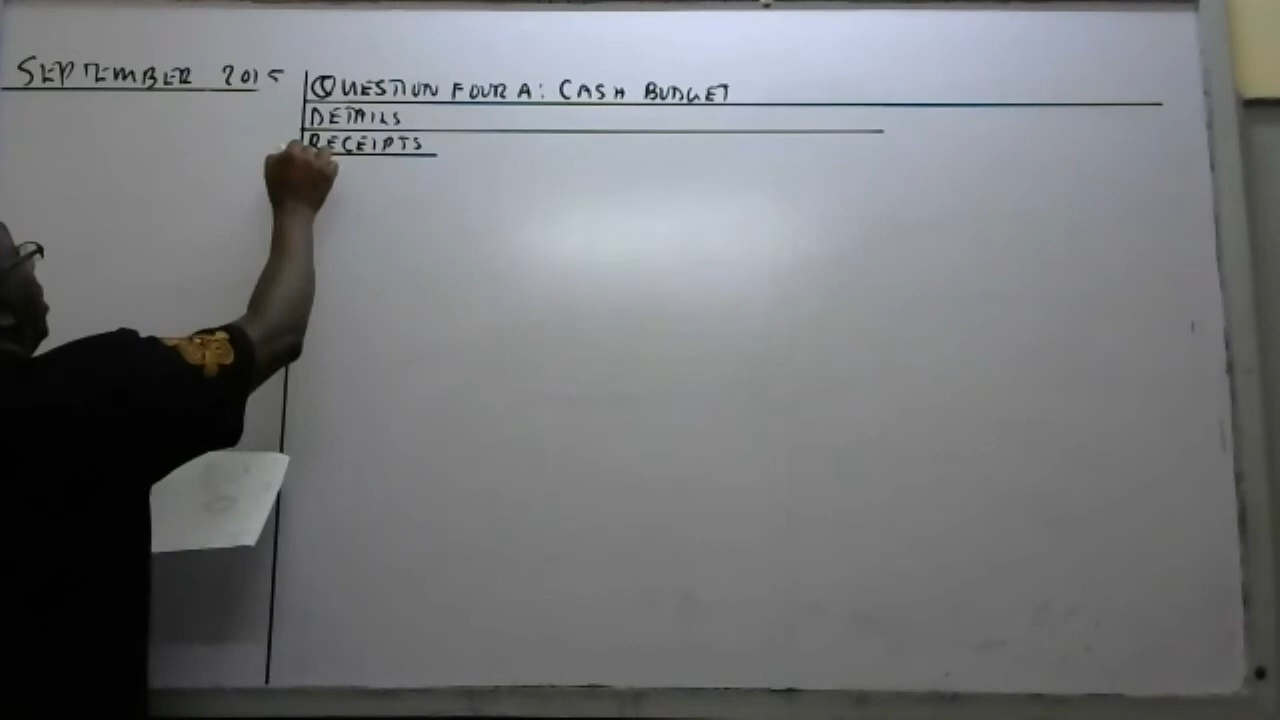 SEPTEMBER 2015
QUESTION FOUR A: CASH BUDGET
DETAILS
RECEIPTS